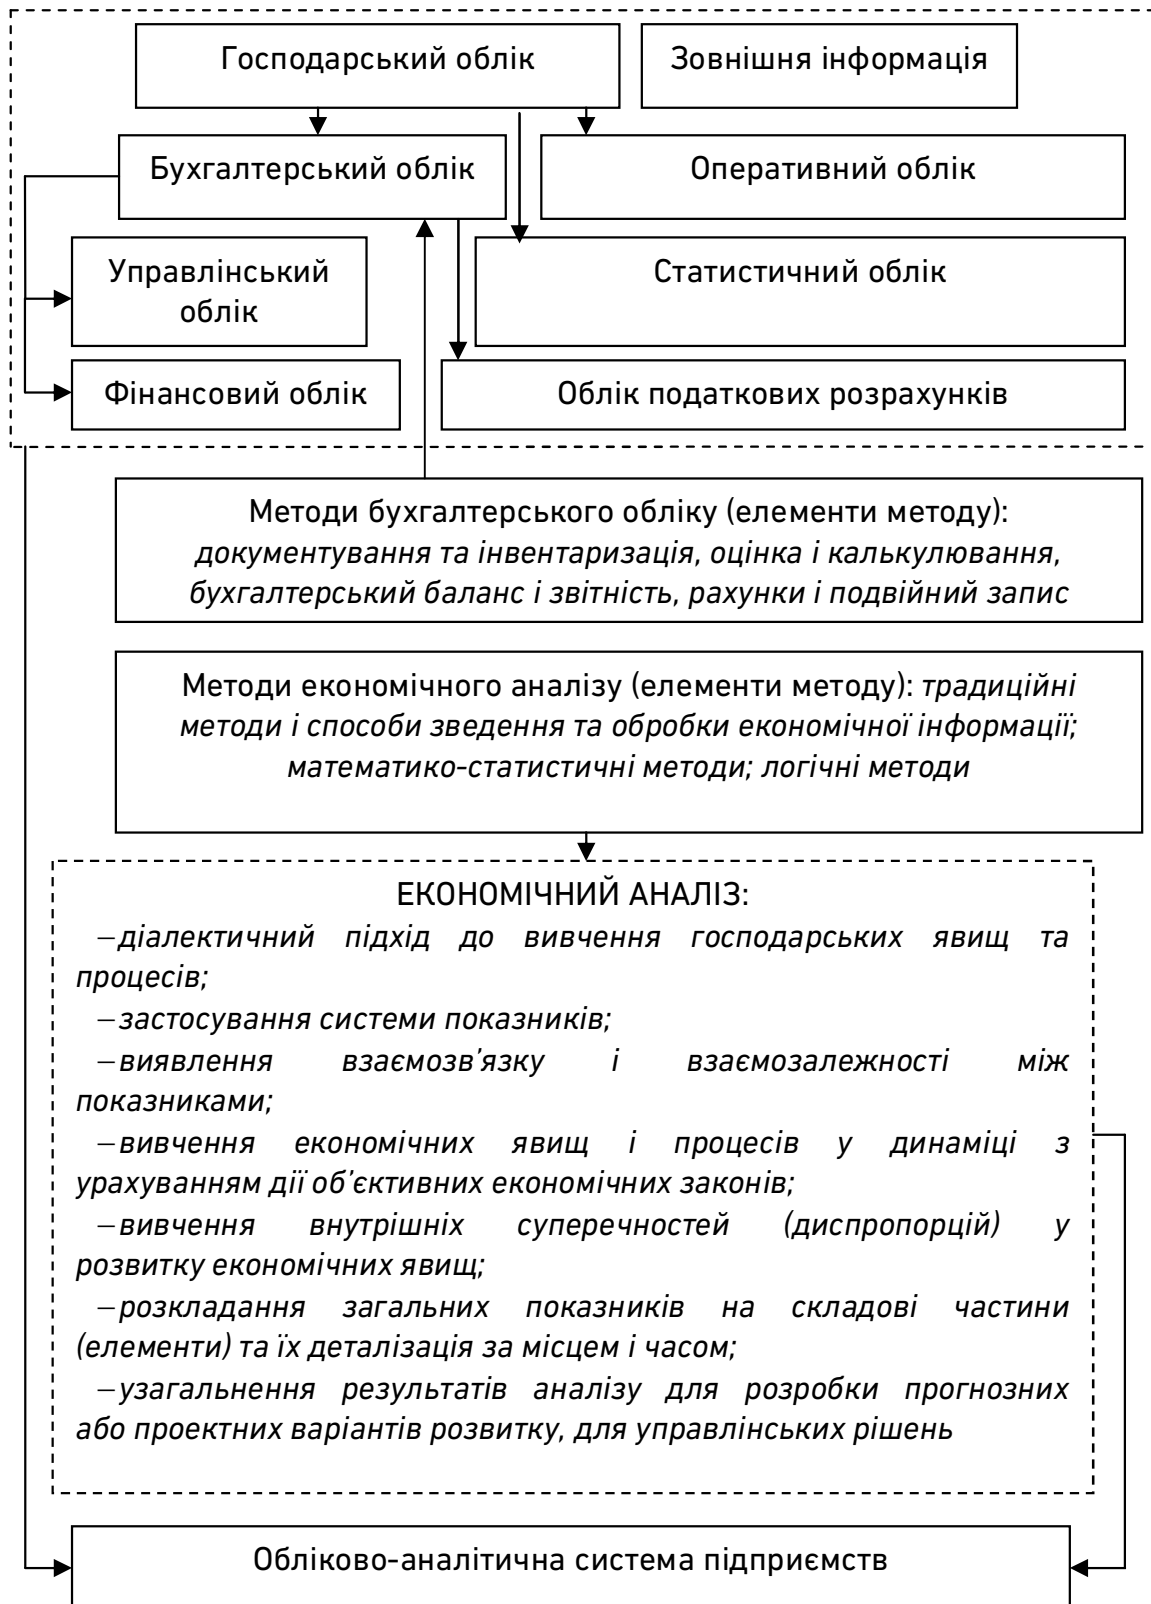 Господарський облік
Зовнішня інформація
Бухгалтерський облік
Оперативний облік
Управлінський
облік
Статистичний облік
Фінансовий облік
Облік податкових розрахунків
Методи бухгалтерського обліку (елементи методу):
документування та інвентаризація, оцінка і калькулювання,
бухгалтерський баланс і звітність, рахунки і подвійний запис
Методи економічного аналізу (елементи методу): традиційні
методи і способи зведення та обробки економічної інформації;
математико-статистичні методи; логічні методи
ЕКОНОМІЧНИЙ АНАЛІЗ:
–діалектичний підхід до вивчення господарських явищ та
процесів;
–застосування системи показників;
–виявлення взаємозв’язку і взаємозалежності між
показниками;
–вивчення економічних явищ і процесів у динаміці з
урахуванням дії об’єктивних економічних законів;
–вивчення внутрішніх суперечностей (диспропорцій) у
розвитку економічних явищ;
–розкладання загальних показників на складові частини
(елементи) та їх деталізація за місцем і часом;
–узагальнення результатів аналізу для розробки прогнозних
або проектних варіантів розвитку, для управлінських рішень
Обліково-аналітична система підприємств